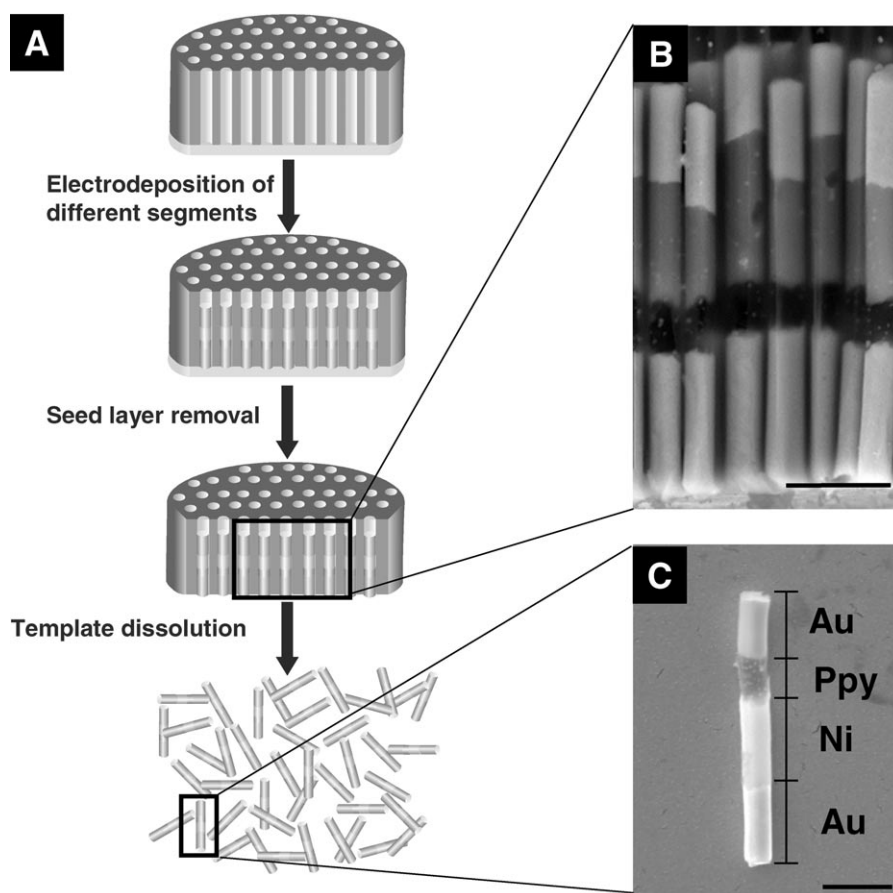 A
Electrodeposition of
different segments
Seed layer removal
Template dissolution
B
C
Au
Ppy
Ni
Au